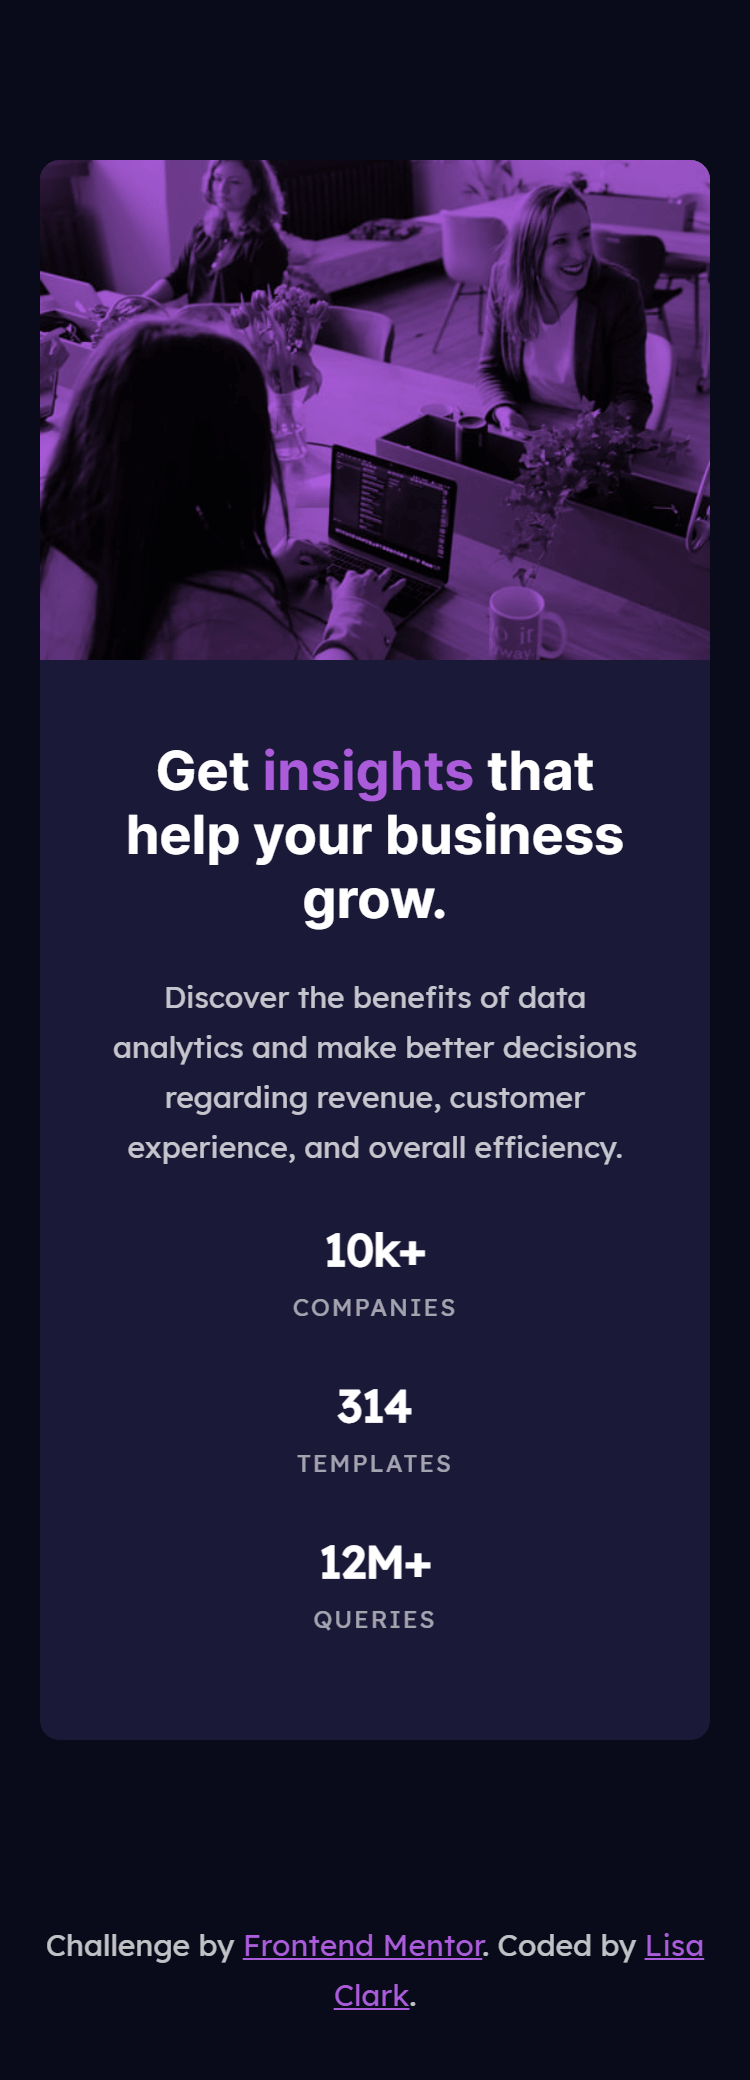 Get insights that
help your business
grow.
Discover the benefits of data
analytics and make better decisions
regarding revenue, customer
experience, and overall efficiency.
10k+
COMPANIES
314
TEMPLATES
12M+
QUERIES
Challenge by Frontend Mentor. Coded by Lisa
Clark.